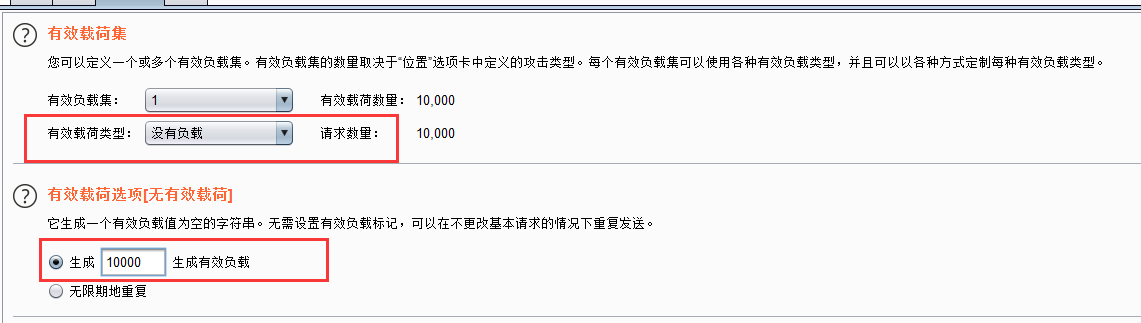 有效载荷集
您可以定义一个或多个有效负载集。有效负载集的数量取决于“位置”选项卡中定义的攻击类型。每个有效负载集可以使用各种有效负载类型，并且可以以各种方式定制每种有效负载类型。
有效负载集： 1 有效载荷数量： 10,000
有效载荷类型： 没有负载 请求数量： 10,000
有效载荷选项[无有效载荷]
它生成一个有效负载值为空的字符串。无需设置有效负载标记，可以在不更改基本请求的情况下重复发送。
生成 10000 生成有效负载
无限期地重复